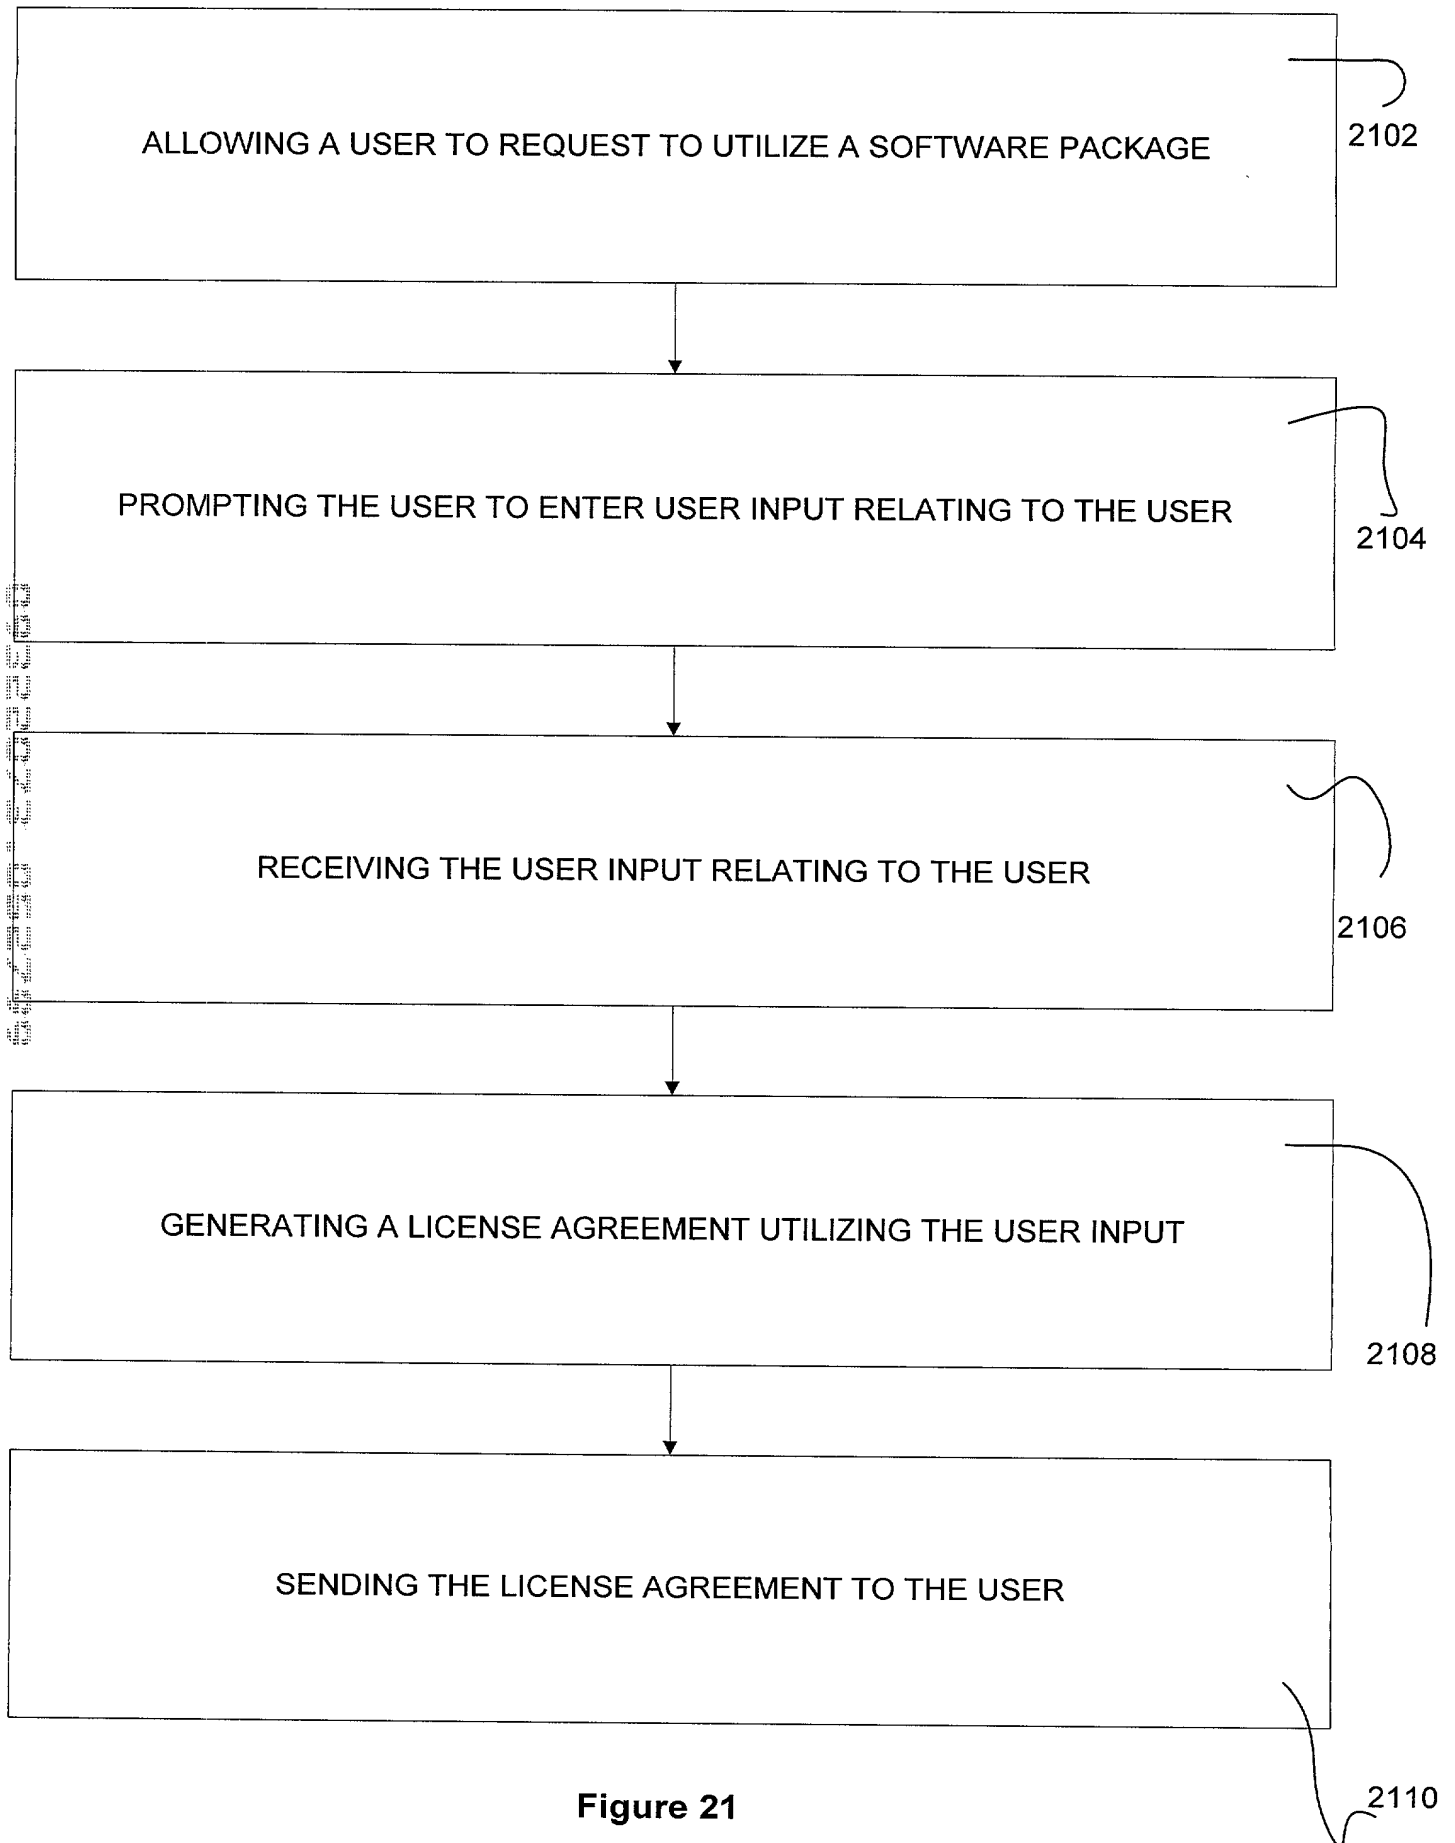 ALLOWING A USER TO REQUEST TO UTILIZE A SOFTWARE PACKAGE
2102
PROMPTING THE USER TO ENTER USER INPUT RELATING TO THE USER
2104
RECEIVING THE USER INPUT RELATING TO THE USER
2106
GENERATING A LICENSE AGREEMENT UTILIZING THE USER INPUT
2108
SENDING THE LICENSE AGREEMENT TO THE USER
2110
Figure 21